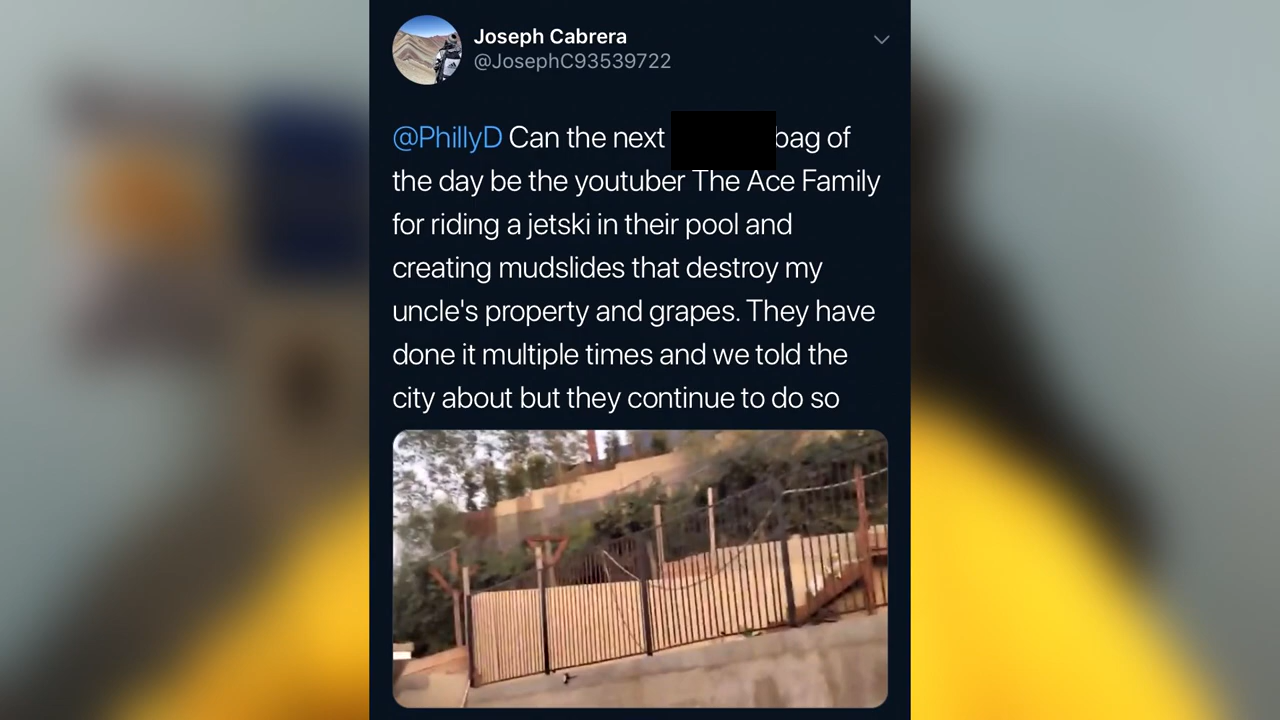 Joseph Cabrera
@JosephC93539722
@PhillyD Can the next bag of
the day be the youtuber The Ace Family
for riding a jetski in their pool and
creating mudslides that destroy my
uncle's property and grapes. They have
done it multiple times and we told the
city about but they continue to do so